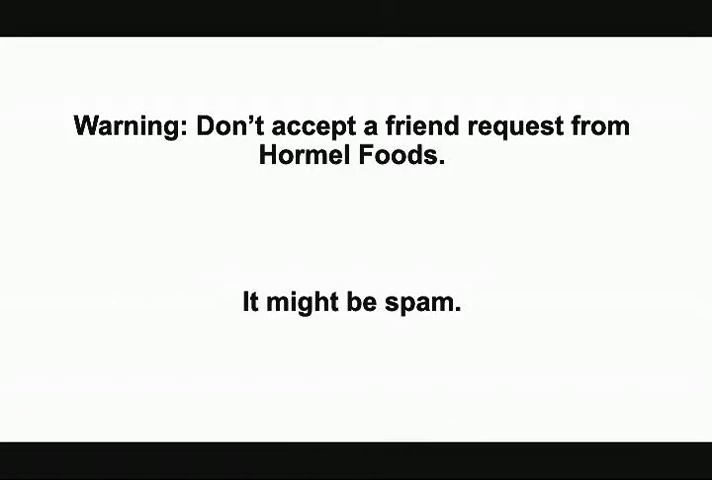 Warning: Don’t accept a friend request from
Hormel Foods.
It might be spam.